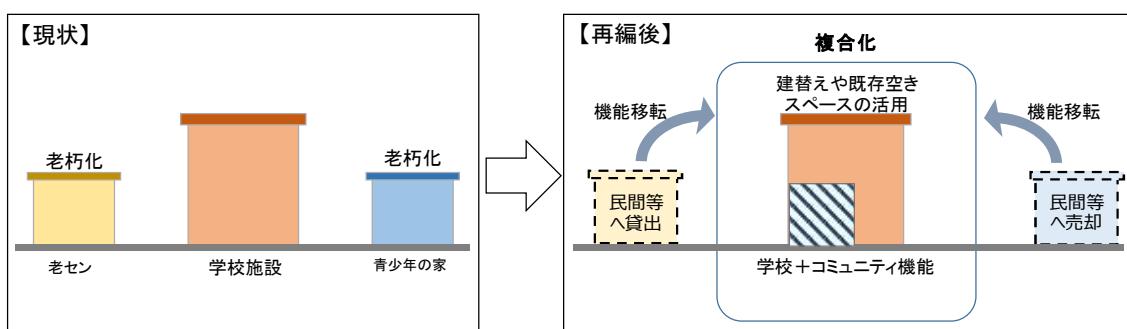 【現状】
老朽化
老朽化
老セン
学校施設
青少年の家
【再編後】
複合化
建替えや既存空き
スペースの活用
機能移転
機能移転
民間等
へ貸出
民間等
へ売却
学校＋コミュニティ機能